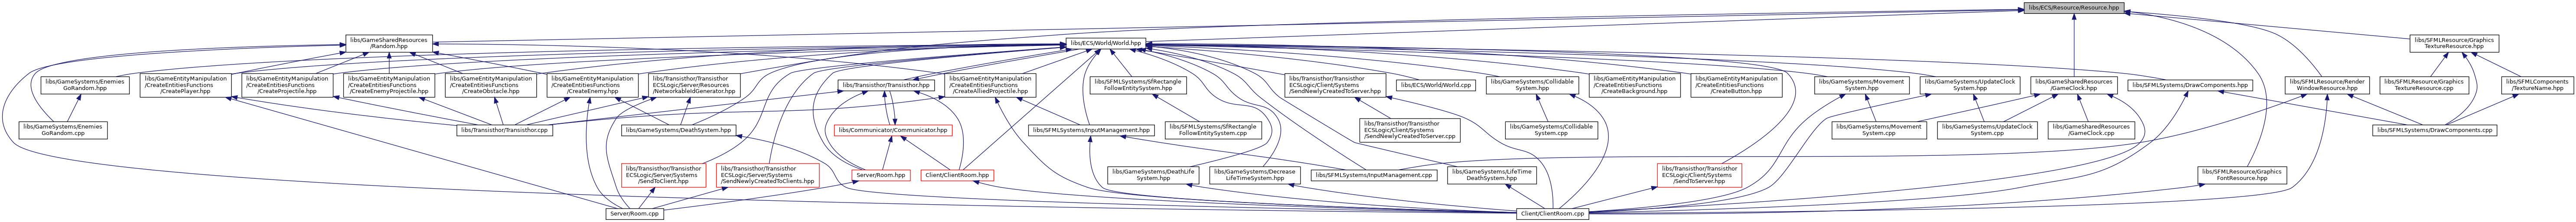 libs/ECS/Resource/Resource.hpp
libs/GameSharedResources
/Random.hpp
libs/ECS/World/World.hpp
libs/SFMLResource/Graphics
TextureResource.hpp
libs/GameSystems/Enemies
GoRandom.hpp
libs/GameEntityManipulation
/CreateEntitiesFunctions
/CreatePlayer.hpp
libs/GameEntityManipulation
/CreateEntitiesFunctions
/CreateProjectile.hpp
libs/GameEntityManipulation
/CreateEntitiesFunctions
/CreateEnemyProjectile.hpp
libs/GameEntityManipulation
/CreateEntitiesFunctions
/CreateObstacle.hpp
libs/GameEntityManipulation
/CreateEntitiesFunctions
/CreateEnemy.hpp
libs/Transisthor/Transisthor
ECSLogic/Server/Resources
/NetworkableIdGenerator.hpp
libs/Transisthor/Transisthor.hpp
libs/GameEntityManipulation
/CreateEntitiesFunctions
/CreateAlliedProjectile.hpp
libs/SFMLSystems/SfRectangle
FollowEntitySystem.hpp
libs/Transisthor/Transisthor
ECSLogic/Client/Systems
/SendNewlyCreatedToServer.hpp
libs/ECS/World/World.cpp
libs/GameSystems/Collidable
System.hpp
libs/GameEntityManipulation
/CreateEntitiesFunctions
/CreateBackground.hpp
libs/GameEntityManipulation
/CreateEntitiesFunctions
/CreateButton.hpp
libs/GameSystems/Movement
System.hpp
libs/GameSystems/UpdateClock
System.hpp
libs/GameSharedResources
/GameClock.hpp
libs/SFMLSystems/DrawComponents.hpp
libs/SFMLResource/Render
WindowResource.hpp
libs/SFMLResource/Graphics
TextureResource.cpp
libs/SFMLComponents
/TextureName.hpp
libs/GameSystems/Enemies
GoRandom.cpp
libs/Transisthor/Transisthor.cpp
libs/GameSystems/DeathSystem.hpp
libs/Communicator/Communicator.hpp
libs/SFMLSystems/InputManagement.hpp
libs/SFMLSystems/SfRectangle
FollowEntitySystem.cpp
libs/Transisthor/Transisthor
ECSLogic/Client/Systems
/SendNewlyCreatedToServer.cpp
libs/GameSystems/Collidable
System.cpp
libs/GameSystems/Movement
System.cpp
libs/GameSystems/UpdateClock
System.cpp
libs/GameSharedResources
/GameClock.cpp
libs/SFMLSystems/DrawComponents.cpp
libs/Transisthor/Transisthor
ECSLogic/Server/Systems
/SendToClient.hpp
libs/Transisthor/Transisthor
ECSLogic/Server/Systems
/SendNewlyCreatedToClients.hpp
Server/Room.hpp
Client/ClientRoom.hpp
libs/GameSystems/DeathLife
System.hpp
libs/GameSystems/Decrease
LifeTimeSystem.hpp
libs/SFMLSystems/InputManagement.cpp
libs/GameSystems/LifeTime
DeathSystem.hpp
libs/Transisthor/Transisthor
ECSLogic/Client/Systems
/SendToServer.hpp
libs/SFMLResource/Graphics
FontResource.hpp
Server/Room.cpp
Client/ClientRoom.cpp